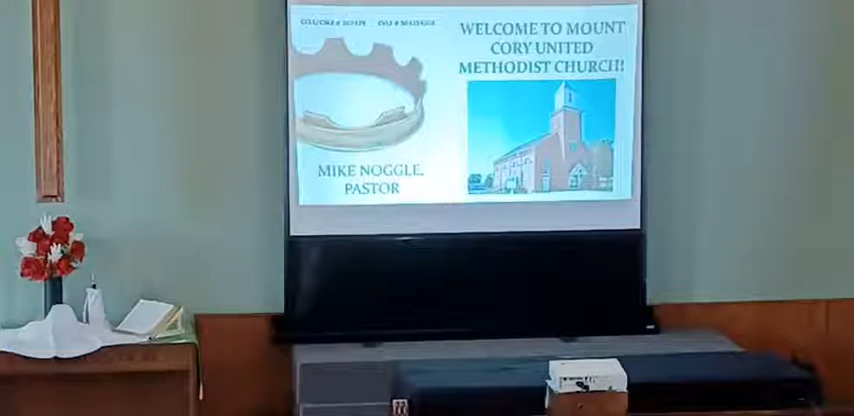 WELCOME TO MOUNT
CORY UNITED
METHODIST CHURCH!
MIKE NOGGLE,
PASTOR